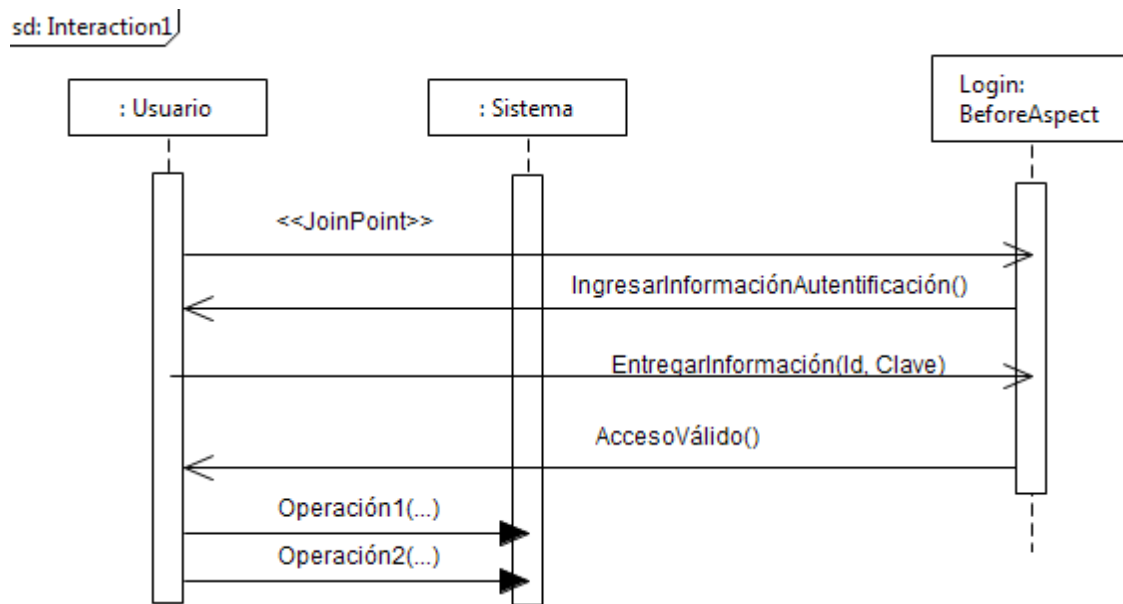 sd: Interaction1
: Usuario
: Sistema
Login:
BeforeAspect
<<JoinPoint>>
IngresarInformaciónAutentificación()
EntregarInformación(Id, Clave)
AccesoVálido()
Operación1(...)
Operación2(...)